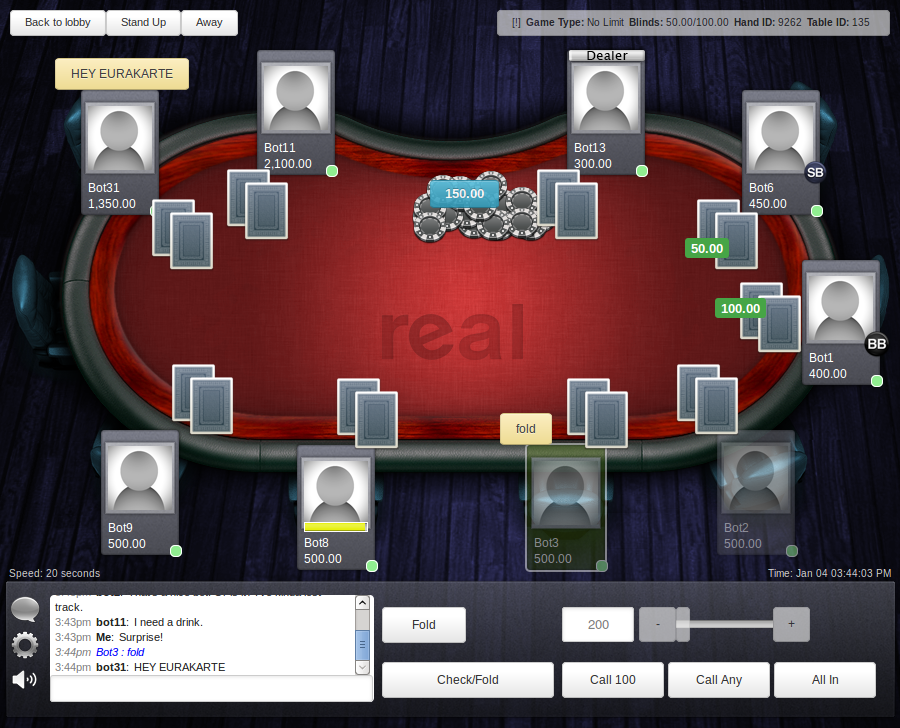 Back to lobby
Stand Up
Away
[!] Game Type: No Limit Blinds: 50.00/100.00 Hand ID: 9262 Table ID: 135
HEY EURAKARTE
Dealer
Bot11
2,100.00
Bot13
300.00
Bot31
1,350.00
Bot6
450.00
SB
150.00
50.00
100.00
Bot1
400.00
BB
real
fold
Bot9
500.00
Bot8
500.00
Bot3
500.00
Bot2
500.00
Speed: 20 seconds
Time: Jan 04 03:44:03 PM
track.
3:43pm bot11: I need a drink.
3:43pm Me: Surprise!
3:44pm Bot3 : fold
3:44pm bot31: HEY EURAKARTE
Fold
200
-
+
Check/Fold
Call 100
Call Any
All In